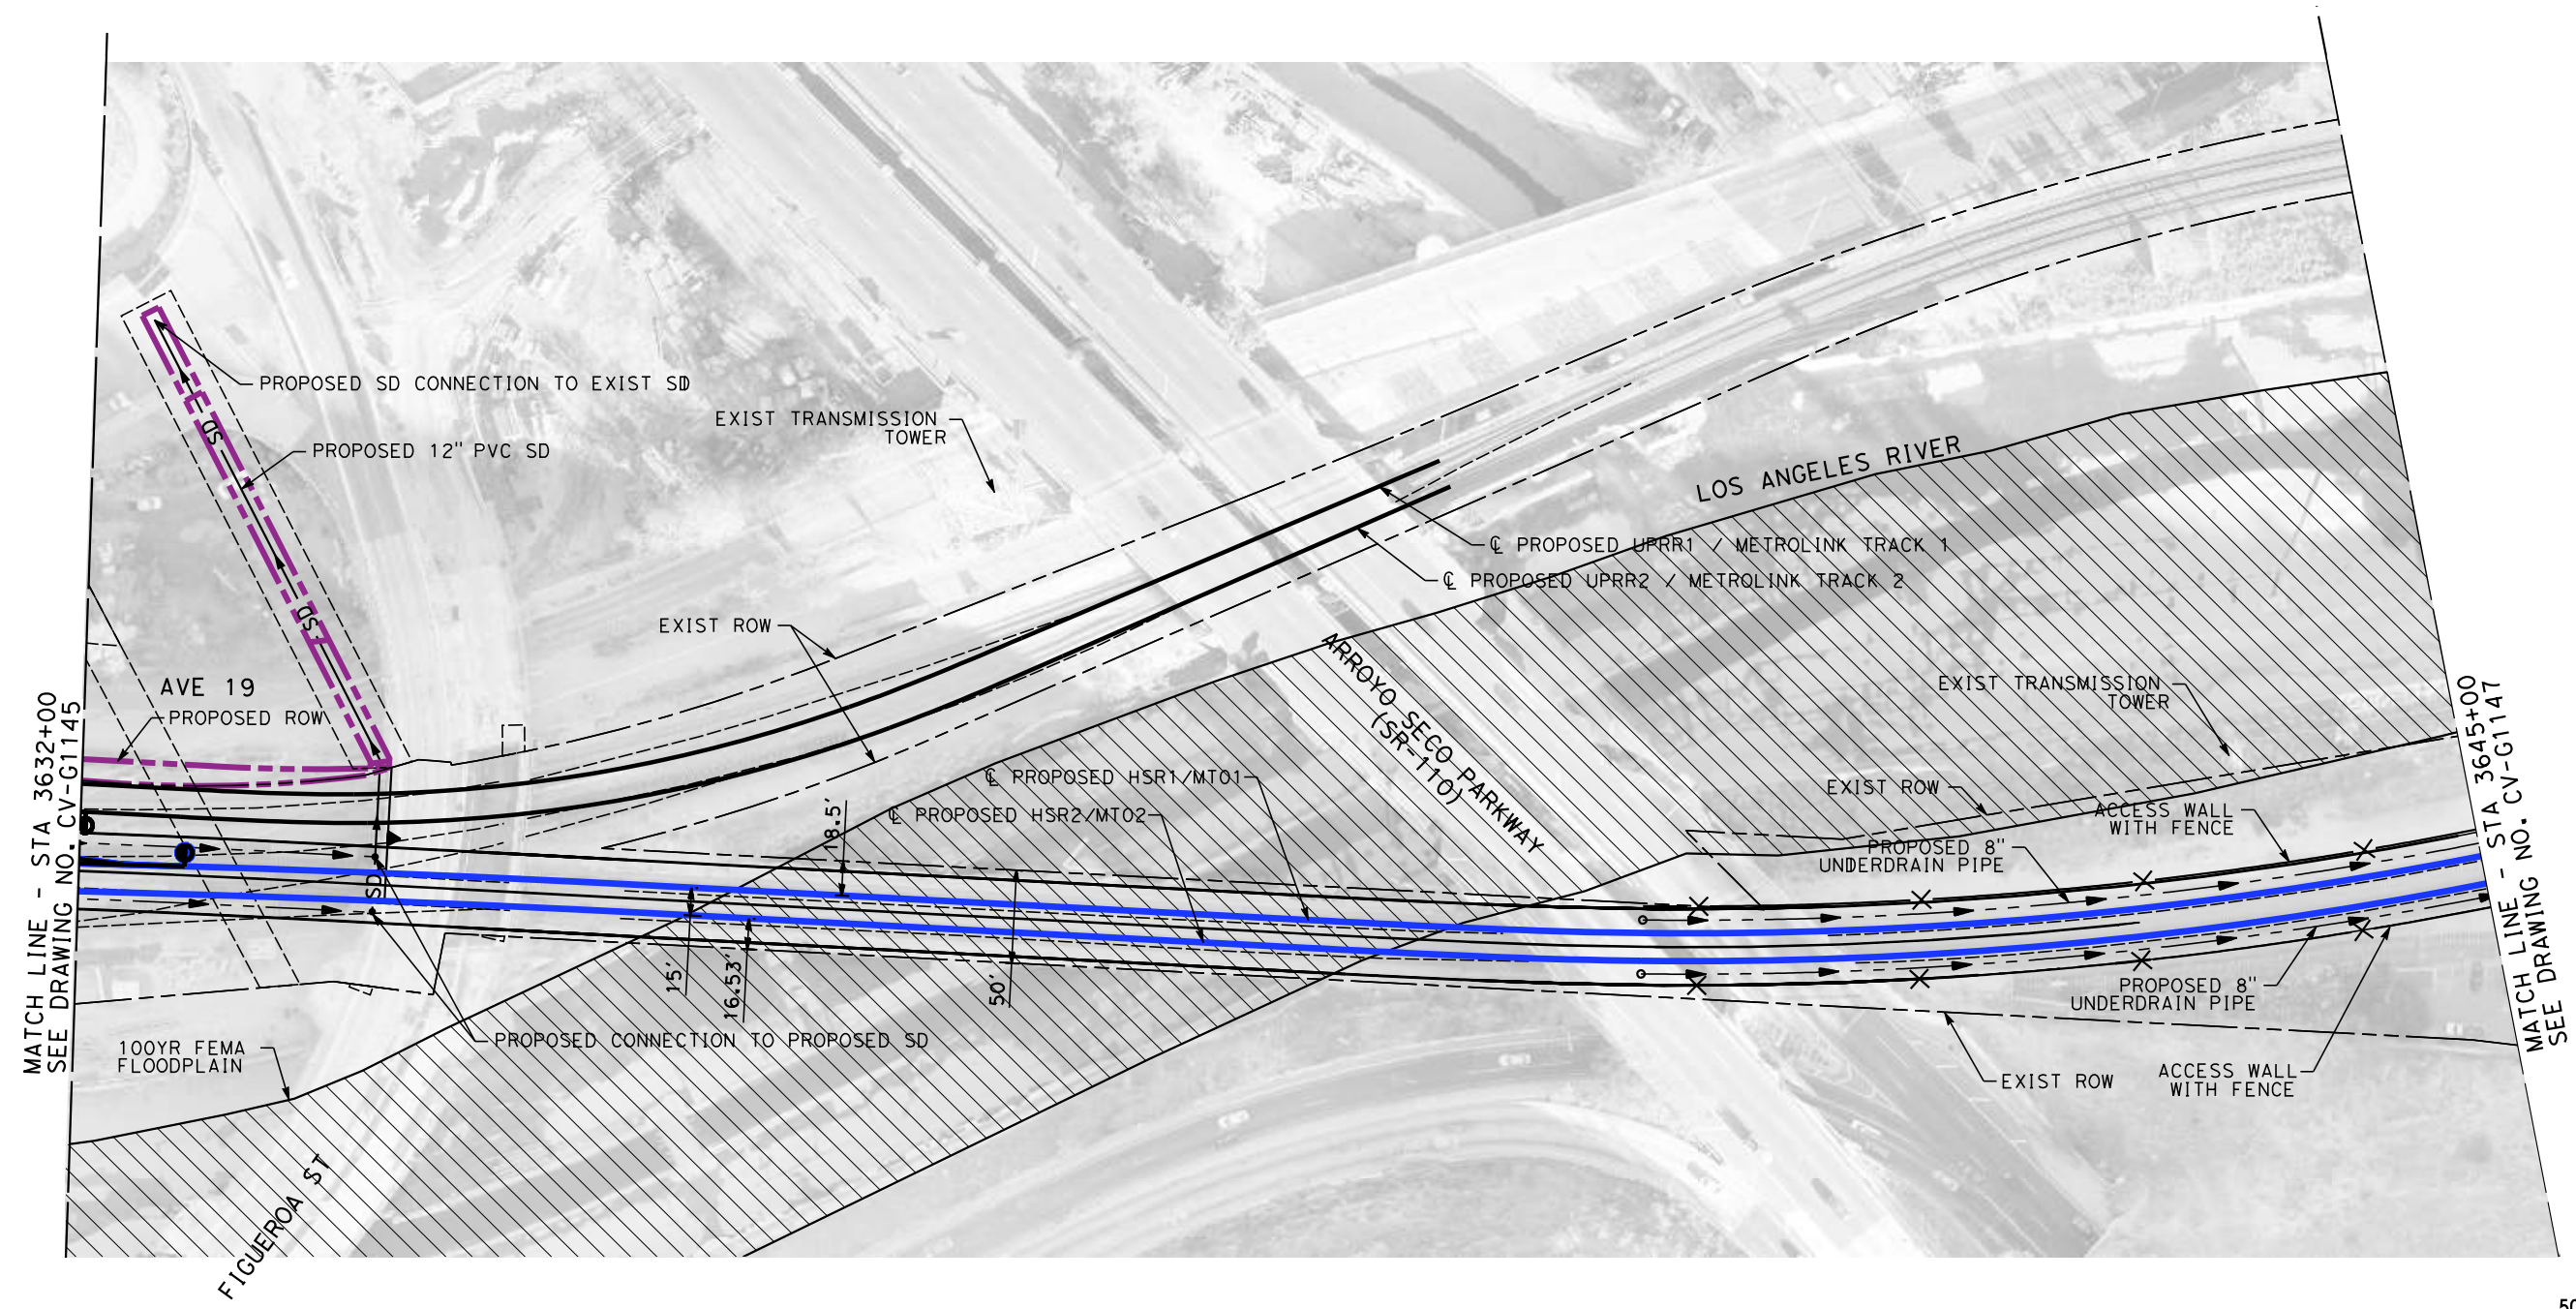 PROPOSED SD CONNECTION TO EXIST SD
EXIST TRANSMISSION
TOWER
SD
PROPOSED 12" PVC SD
LOS ANGELES RIVER
℄ PROPOSED UPRR1 / METROLINK TRACK 1
℄ PROPOSED UPRR2 / METROLINK TRACK 2
SD
EXIST ROW
AVE 19
PROPOSED ROW
ARROYO SECO PARKWAY
(SR-110)
EXIST TRANSMISSION
TOWER
MATCH LINE - STA 3632+00
SEE DRAWING NO. CV-G1145
℄ PROPOSED HSR1/MT01
℄ PROPOSED HSR2/MT02
18.5'
EXIST ROW
ACCESS WALL
WITH FENCE
PROPOSED 8"
UNDERDRAIN PIPE
MATCH LINE - STA 3645+00
SEE DRAWING NO. CV-G1147
SD
15'
16.53'
50'
PROPOSED 8"
UNDERDRAIN PIPE
PROPOSED CONNECTION TO PROPOSED SD
100YR FEMA
FLOODPLAIN
EXIST ROW
ACCESS WALL
WITH FENCE
FIGUEROA ST